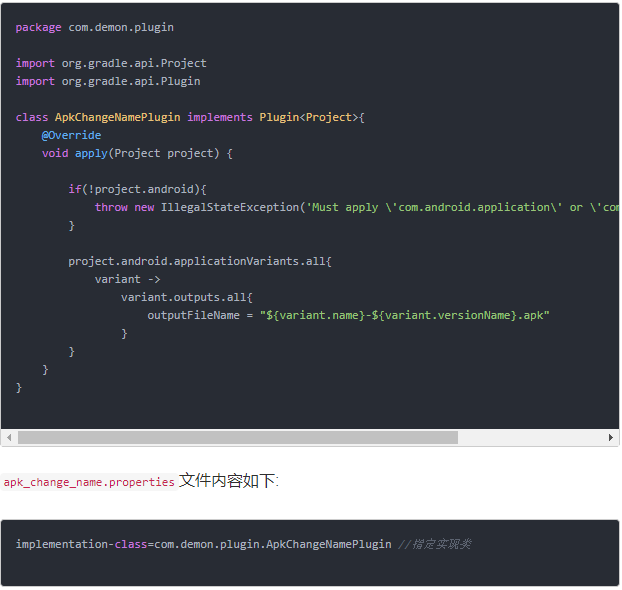 package com.demon.plugin
import org.gradle.api.Project
import org.gradle.api.Plugin
class ApkChangeNamePlugin implements Plugin<Project>{
    @Override
    void apply(Project project) {
        if(!project.android){
            throw new IllegalStateException('Must apply \'com.android.application\' or \'com
        }
        project.android.applicationVariants.all{
            variant ->
                variant.outputs.all{
                    outputFileName = "${variant.name}-${variant.versionName}.apk"
                }
        }
    }
}
apk_change_name.properties 文件内容如下:
implementation-class=com.demon.plugin.ApkChangeNamePlugin //指定实现类